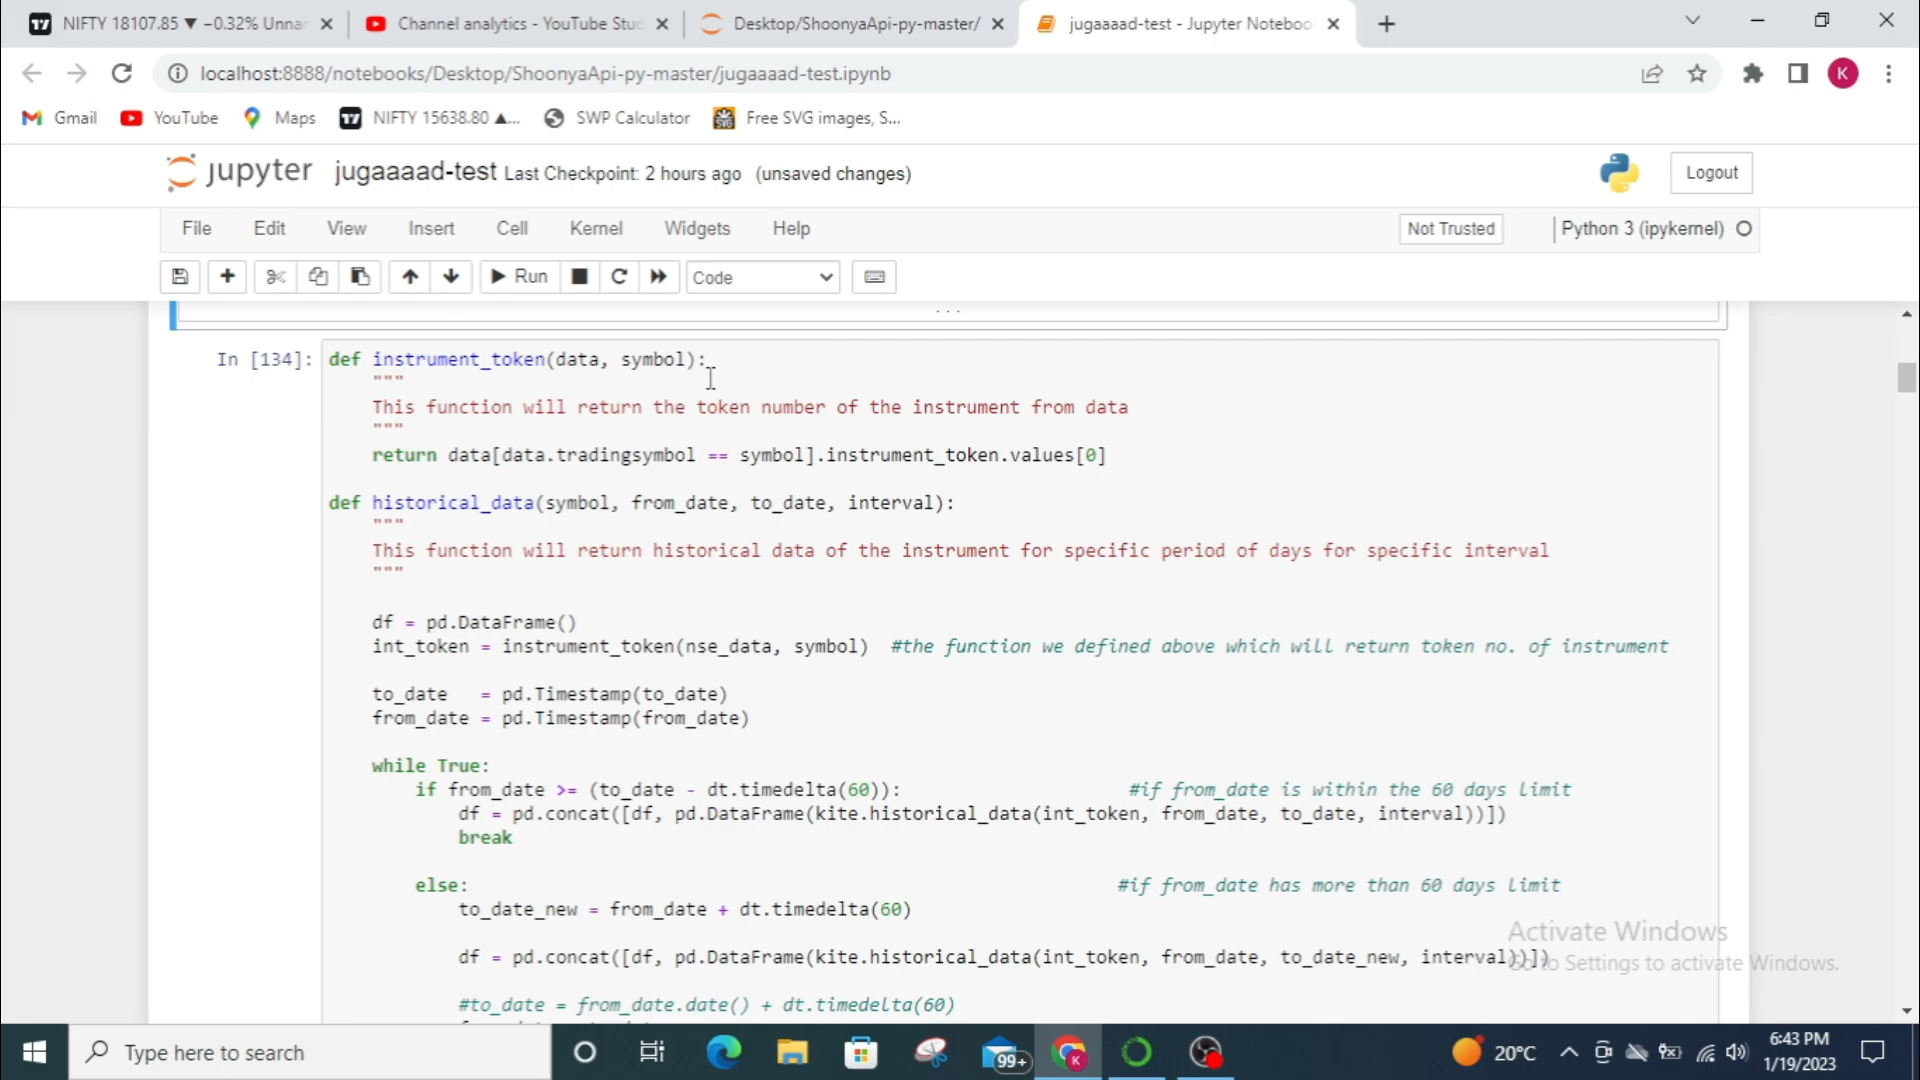 NIFTY 18107.85 ▼ −0.32% Unnar
Channel analytics - YouTube Stud
Desktop/ShoonyaApi-py-master/
jugaaaad-test - Jupyter Noteboo
localhost:8888/notebooks/Desktop/ShoonyaApi-py-master/jugaaaad-test.ipynb
K
Gmail YouTube Maps NIFTY 15638.80 ▲... SWP Calculator Free SVG images, S...
jupyter jugaaaad-test Last Checkpoint: 2 hours ago (unsaved changes)
Logout
File Edit View Insert Cell Kernel Widgets Help
Not Trusted Python 3 (ipykernel)
Run Code
...
In [134]: def instrument_token(data, symbol):
"""
This function will return the token number of the instrument from data
"""
return data[data.tradingsymbol == symbol].instrument_token.values[0]
def historical_data(symbol, from_date, to_date, interval):
"""
This function will return historical data of the instrument for specific period of days for specific interval
"""
df = pd.DataFrame()
int_token = instrument_token(nse_data, symbol) #the function we defined above which will return token no. of instrument
to_date = pd.Timestamp(to_date)
from_date = pd.Timestamp(from_date)
while True:
if from_date >= (to_date - dt.timedelta(60)): #if from_date is within the 60 days limit
df = pd.concat([df, pd.DataFrame(kite.historical_data(int_token, from_date, to_date, interval))])
break
else: #if from_date has more than 60 days limit
to_date_new = from_date + dt.timedelta(60)
df = pd.concat([df, pd.DataFrame(kite.historical_data(int_token, from_date, to_date_new, interval))])
#to_date = from_date.date() + dt.timedelta(60)
Activate Windows
Go to Settings to activate Windows.
Type here to search
99+
K
20°C
6:43 PM
1/19/2023